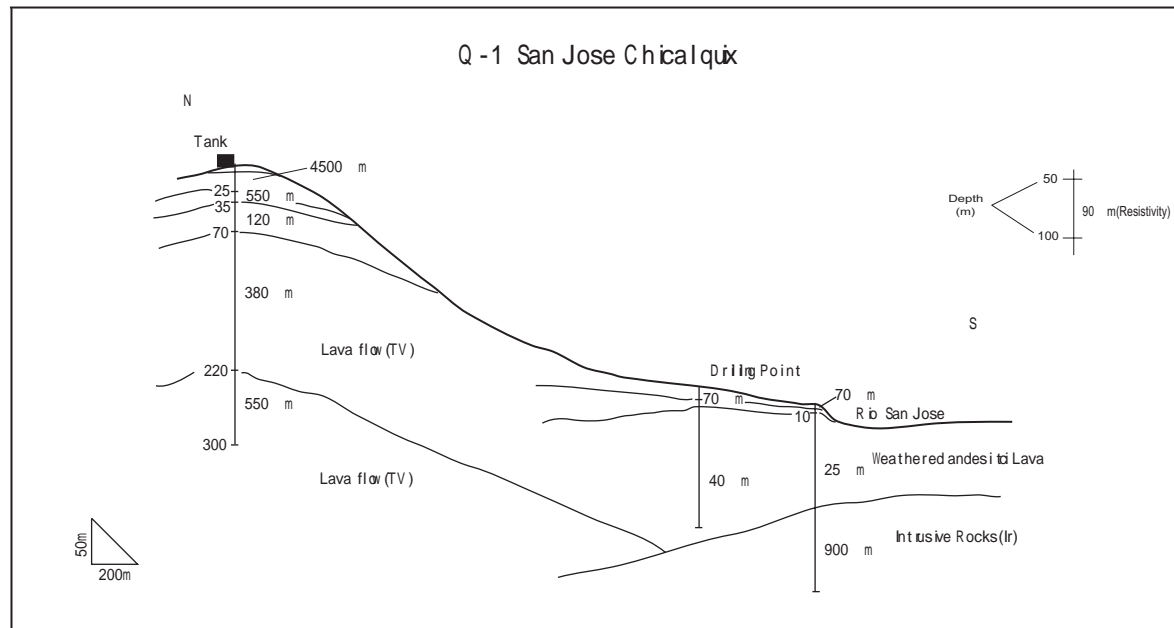 Q-1 San Jose Chicalquix
N
Tank
4500 m
25
550 m
35
120 m
70
380 m
Lava flow(TV)
220
550 m
300
Lava flow(TV)
50m
200m
Depth
(m)
50
90 m(Resistivity)
100
S
Drilling Point
70 m
70 m
10
Rio San Jose
Weathered andesitci Lava
40 m
25 m
Intrusive Rocks(Ir)
900 m